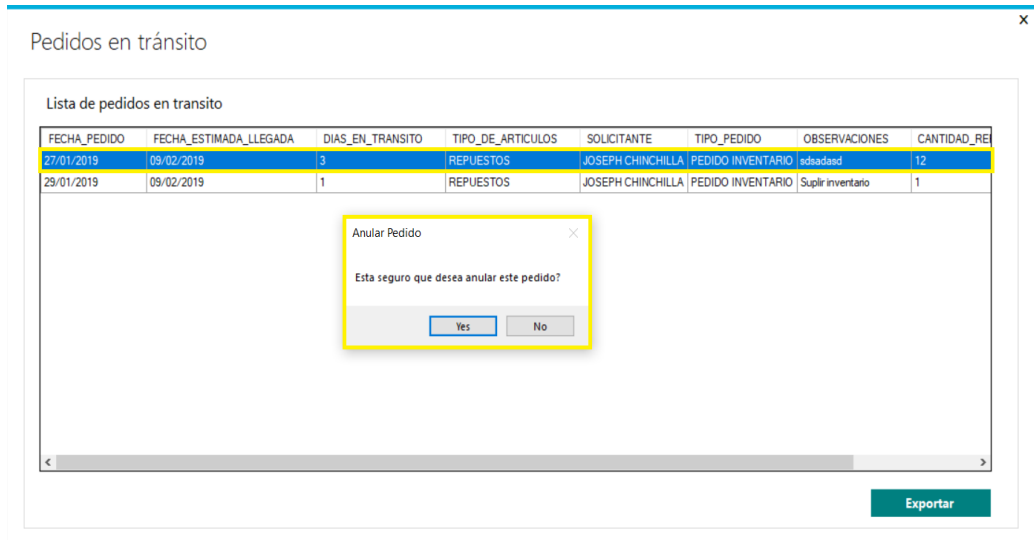 x
Pedidos en tránsito
Lista de pedidos en transito
FECHA_PEDIDO FECHA_ESTIMADA_LLEGADA DIAS_EN_TRANSITO TIPO_DE_ARTICULOS SOLICITANTE TIPO_PEDIDO OBSERVACIONES CANTIDAD_REI
27/01/2019 09/02/2019 3 REPUESTOS JOSEPH CHINCHILLA PEDIDO INVENTARIO sdsadasd 12
29/01/2019 09/02/2019 1 REPUESTOS JOSEPH CHINCHILLA PEDIDO INVENTARIO Suplir inventario 1
Anular Pedido
Esta seguro que desea anular este pedido?
Yes No
Exportar